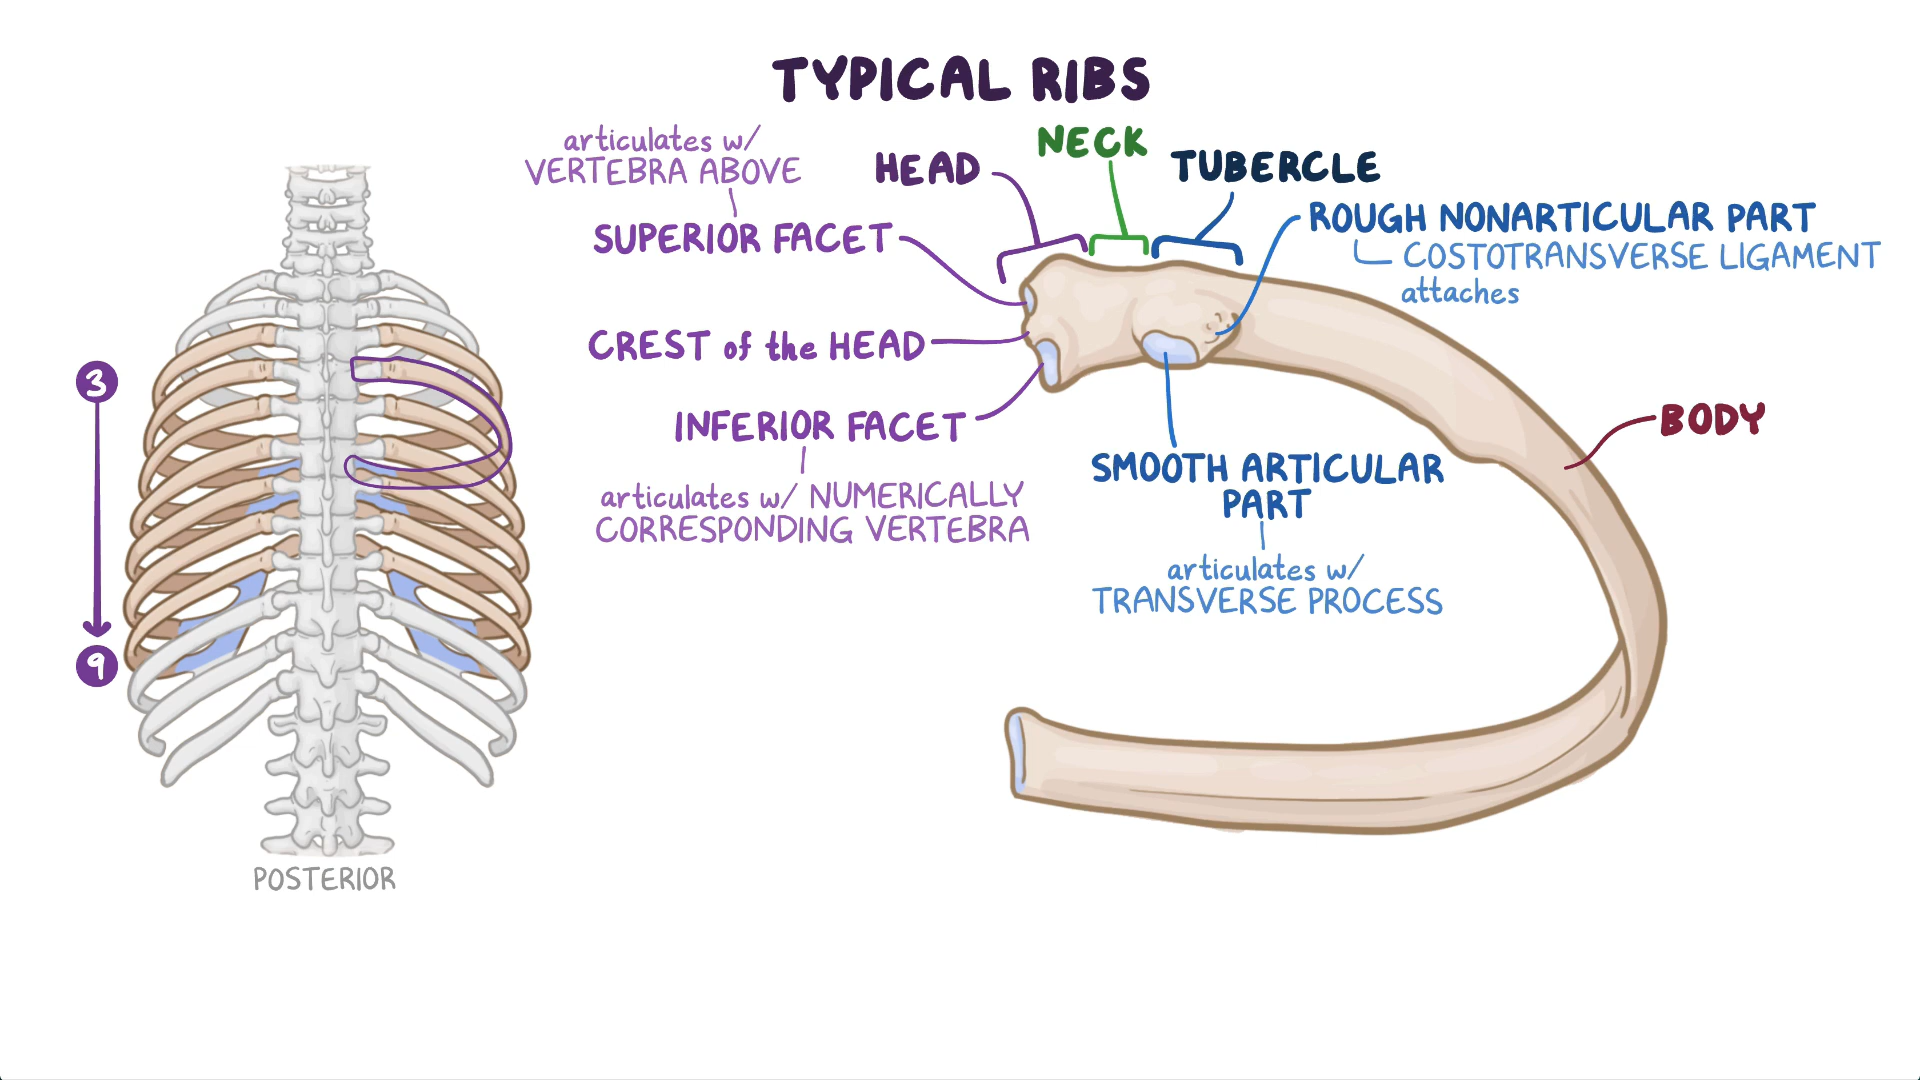 TYPICAL RIBS
articulates w/
VERTEBRA ABOVE
SUPERIOR FACET
HEAD
NECK
TUBERCLE
ROUGH NONARTICULAR PART
COSTOTRANSVERSE LIGAMENT
attaches
CREST of the HEAD
INFERIOR FACET
articulates w/ NUMERICALLY
CORRESPONDING VERTEBRA
SMOOTH ARTICULAR
PART
articulates w/
TRANSVERSE PROCESS
BODY
3
9
POSTERIOR